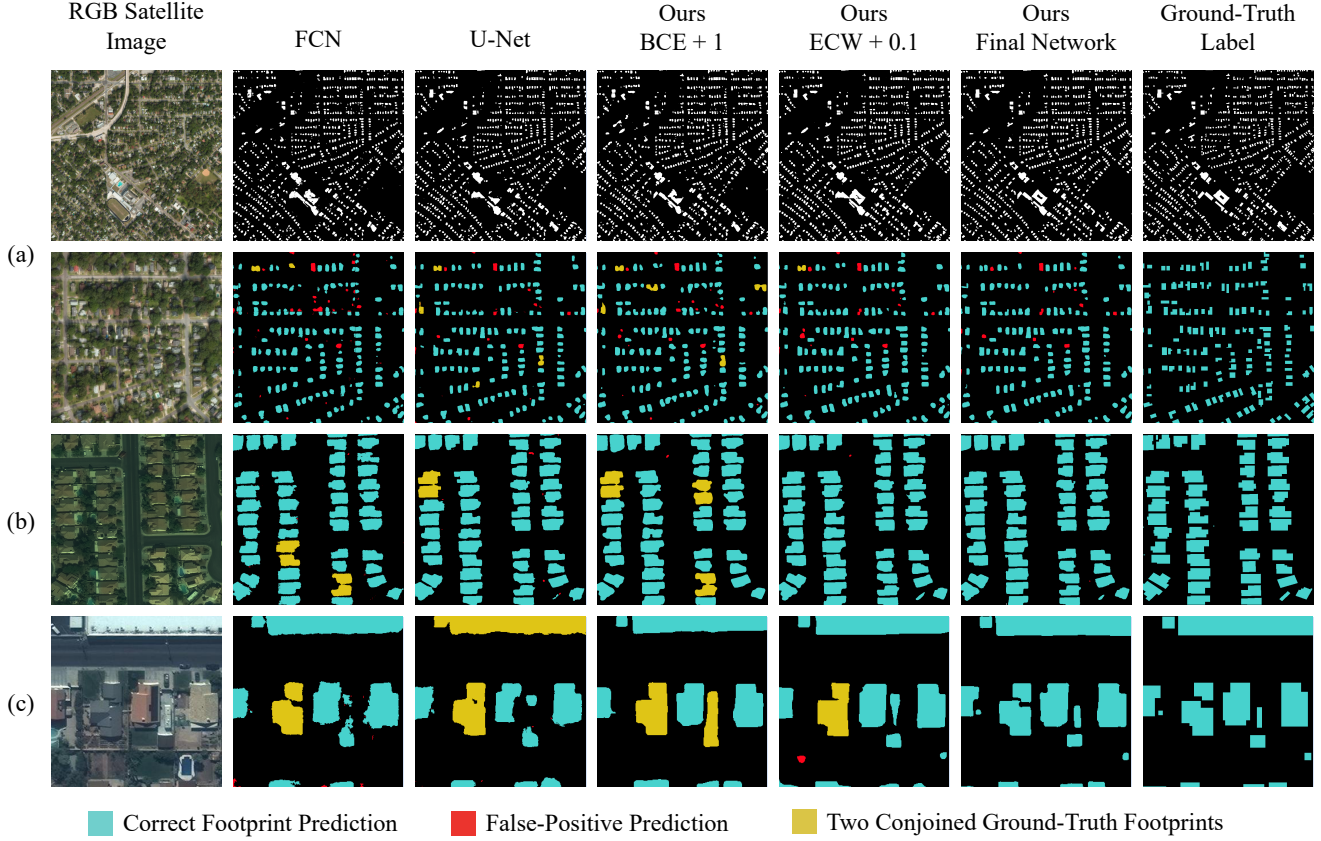 RGB Satellite
Image
FCN
U-Net
Ours
BCE + 1
Ours
ECW + 0.1
Ours
Final Network
Ground-Truth
Label
(a)
(b)
(c)
Correct Footprint Prediction
False-Positive Prediction
Two Conjoined Ground-Truth Footprints